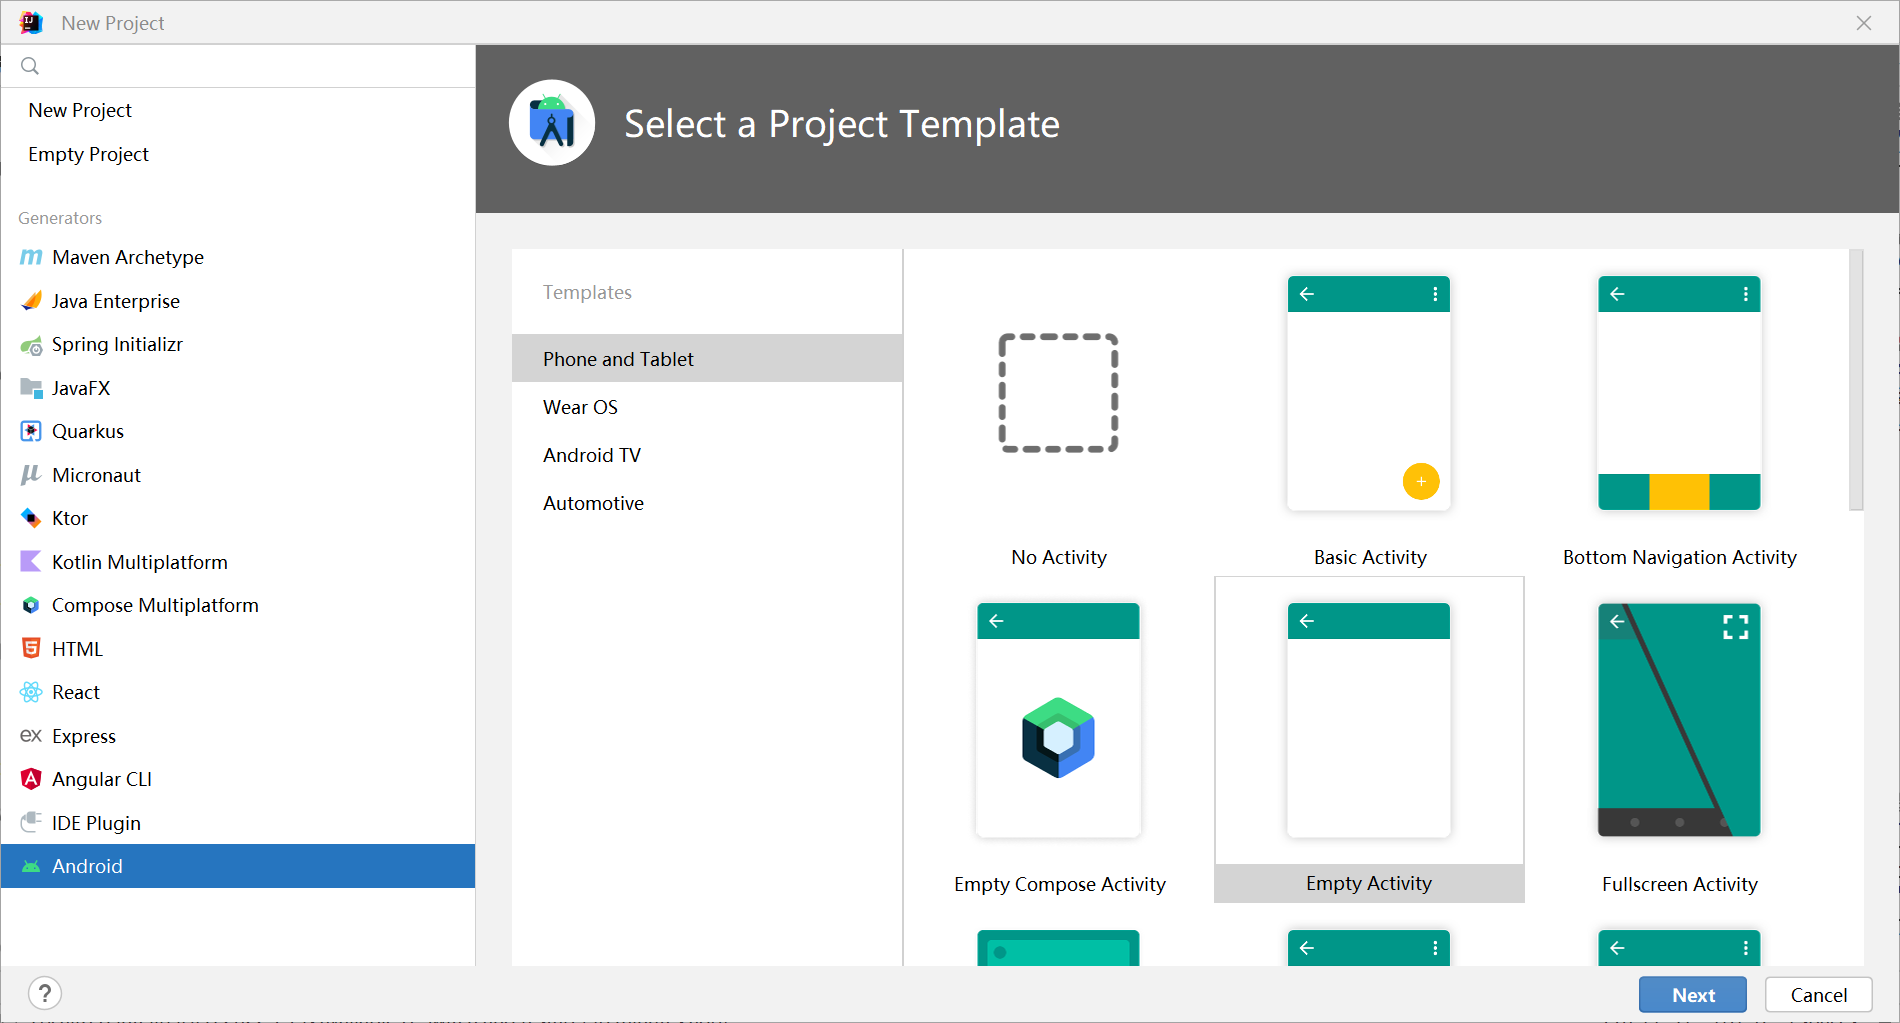 New Project
New Project
Empty Project
Generators
Maven Archetype
Java Enterprise
Spring Initializr
JavaFX
Quarkus
Micronaut
Ktor
Kotlin Multiplatform
Compose Multiplatform
HTML
React
ex Express
Angular CLI
IDE Plugin
Android
Select a Project Template
Templates
Phone and Tablet
Wear OS
Android TV
Automotive
No Activity
Basic Activity
Bottom Navigation Activity
Empty Compose Activity
Empty Activity
Fullscreen Activity
?
Next
Cancel